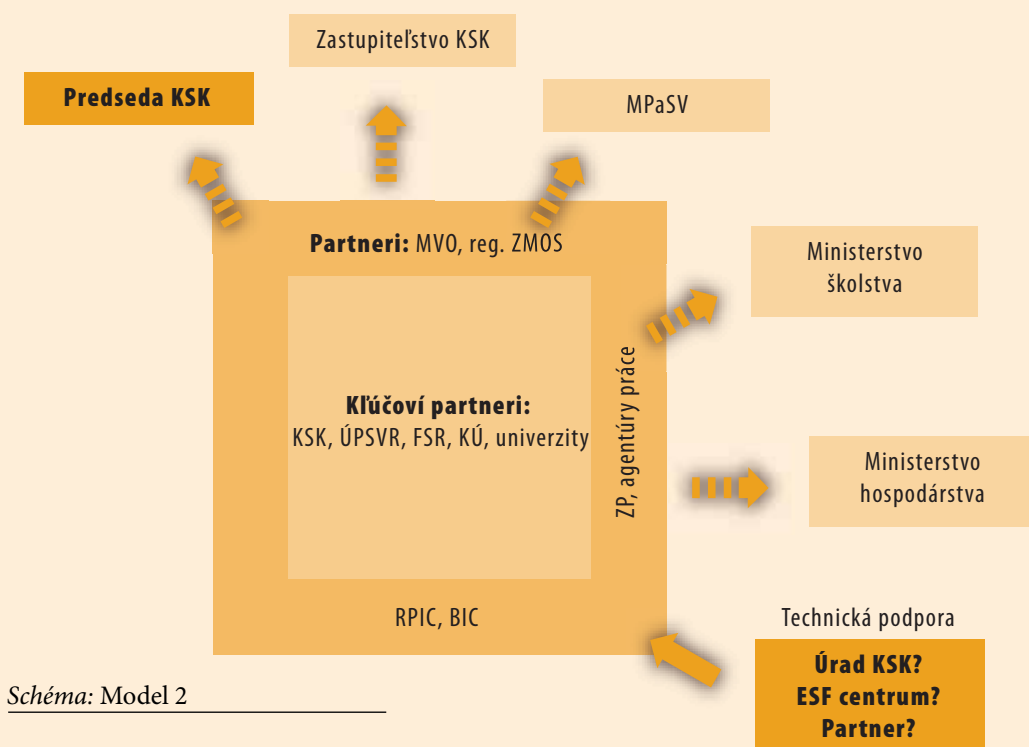 Zastupiteľstvo KSK
Predseda KSK
MPaSV
Partneri: MVO, reg. ZMOS
Ministerstvo
školstva
ZP, agentúry práce
Kľúčoví partneri:
KSK, ÚPSVR, FSR, KÚ, univerzity
Ministerstvo
hospodárstva
RPIC, BIC
Technická podpora
Úrad KSK?
ESF centrum?
Partner?
Schéma: Model 2